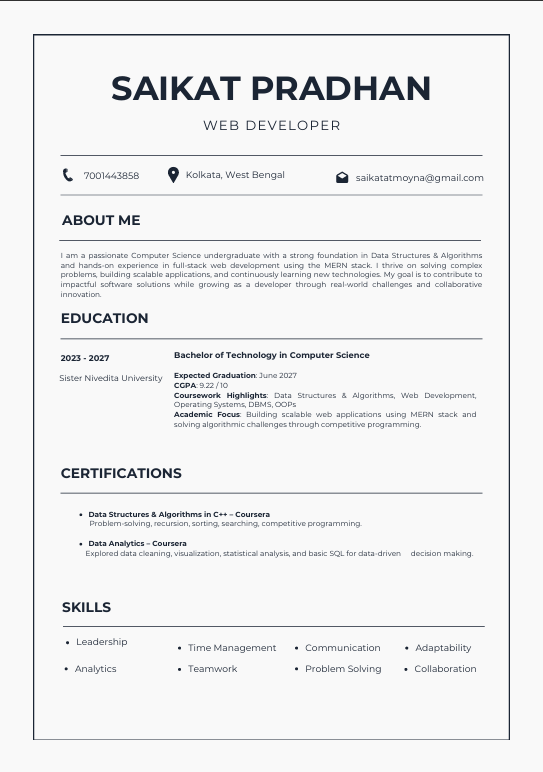 SAIKAT PRADHAN
WEB DEVELOPER
7001443858
Kolkata, West Bengal
saikatatmoyna@gmail.com
ABOUT ME
I am a passionate Computer Science undergraduate with a strong foundation in Data Structures & Algorithms
and hands-on experience in full-stack web development using the MERN stack. I thrive on solving complex
problems, building scalable applications, and continuously learning new technologies. My goal is to contribute to
impactful software solutions while growing as a developer through real-world challenges and collaborative
innovation.
EDUCATION
2023 - 2027
Sister Nivedita University
Bachelor of Technology in Computer Science
Expected Graduation: June 2027
CGPA: 9.22 / 10
Coursework Highlights: Data Structures & Algorithms, Web Development,
Operating Systems, DBMS, OOPs
Academic Focus: Building scalable web applications using MERN stack and
solving algorithmic challenges through competitive programming.
CERTIFICATIONS
• Data Structures & Algorithms in C++ – Coursera
Problem-solving, recursion, sorting, searching, competitive programming.
• Data Analytics – Coursera
Explored data cleaning, visualization, statistical analysis, and basic SQL for data-driven decision making.
SKILLS
• Leadership
• Time Management
• Communication
• Adaptability
• Analytics
• Teamwork
• Problem Solving
• Collaboration